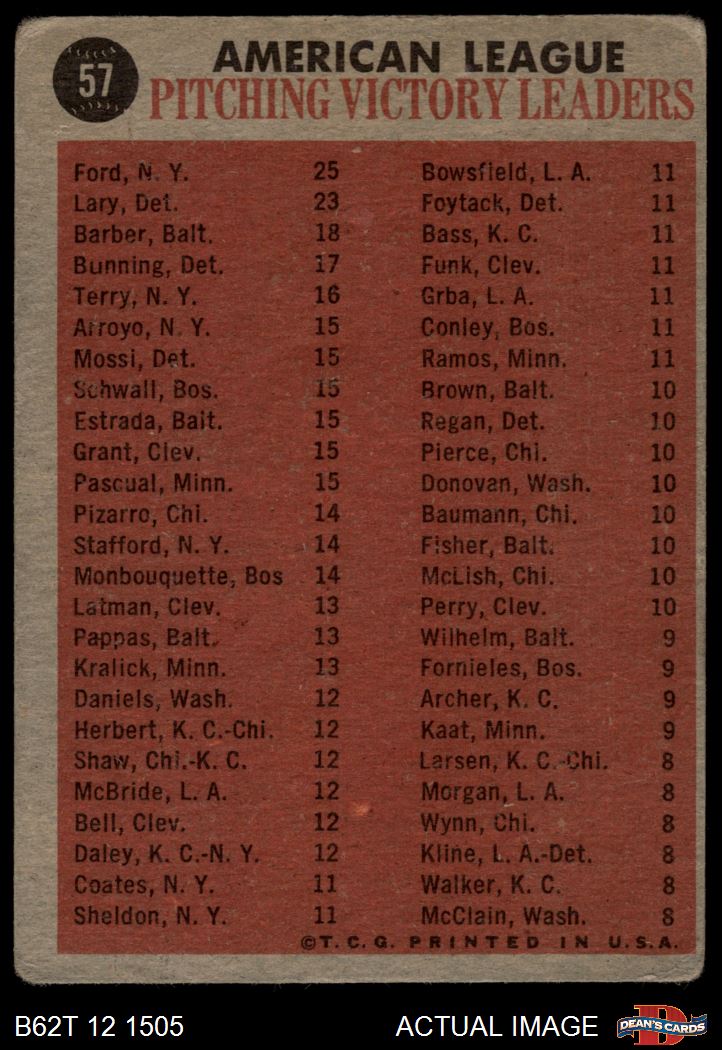 57
AMERICAN LEAGUE
PITCHING VICTORY LEADERS
Ford, N. Y. 25
Lary, Det. 23
Barber, Balt. 18
Bunning, Det. 17
Terry, N. Y. 16
Arroyo, N. Y. 15
Mossi, Det. 15
Schwall, Bos. 15
Estrada, Balt. 15
Grant, Clev. 15
Pascual, Minn. 15
Pizarro, Chi. 14
Stafford, N. Y. 14
Monbouquette, Bos 14
Latman, Clev. 13
Pappas, Balt. 13
Kralick, Minn. 13
Daniels, Wash. 12
Herbert, K. C.-Chi. 12
Shaw, Chi.-K. C. 12
McBride, L. A. 12
Bell, Clev. 12
Daley, K. C.-N. Y. 12
Coates, N. Y. 11
Sheldon, N. Y. 11
Bowsfield, L. A. 11
Foytack, Det. 11
Bass, K. C. 11
Funk, Clev. 11
Grba, L. A. 11
Conley, Bos. 11
Ramos, Minn. 11
Brown, Balt. 10
Regan, Det. 10
Pierce, Chi. 10
Donovan, Wash. 10
Baumann, Chi. 10
Fisher, Balt. 10
McLish, Chi. 10
Perry, Clev. 10
Wilhelm, Balt. 9
Fornieles, Bos. 9
Archer, K. C. 9
Kaat, Minn. 9
Larsen, K. C.-Chi. 8
Morgan, L. A. 8
Wynn, Chi. 8
Kline, L. A.-Det. 8
Walker, K. C. 8
McClain, Wash. 8
©T. C. G. PRINTED IN U.S.A.
B62T 12 1505
ACTUAL IMAGE
D
DEAN'S CARDS